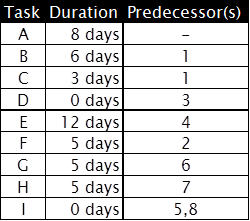 Task Duration Predecessor(s)
A 8 days –
B 6 days 1
C 3 days 1
D 0 days 3
E 12 days 4
F 5 days 2
G 5 days 6
H 5 days 7
I 0 days 5,8